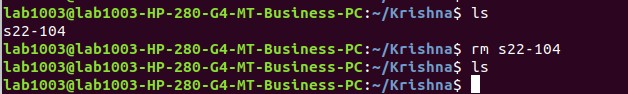 lab1003@lab1003-HP-280-G4-MT-Business-PC:~/Krishna$ ls
s22-104
lab1003@lab1003-HP-280-G4-MT-Business-PC:~/Krishna$ rm s22-104
lab1003@lab1003-HP-280-G4-MT-Business-PC:~/Krishna$ ls
lab1003@lab1003-HP-280-G4-MT-Business-PC:~/Krishna$